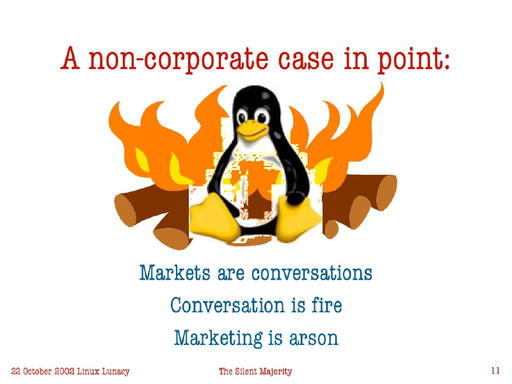 A non-corporate case in point:
Markets are conversations
Conversation is fire
Marketing is arson
22 October 2002 Linux Lunacy The Silent Majority 11